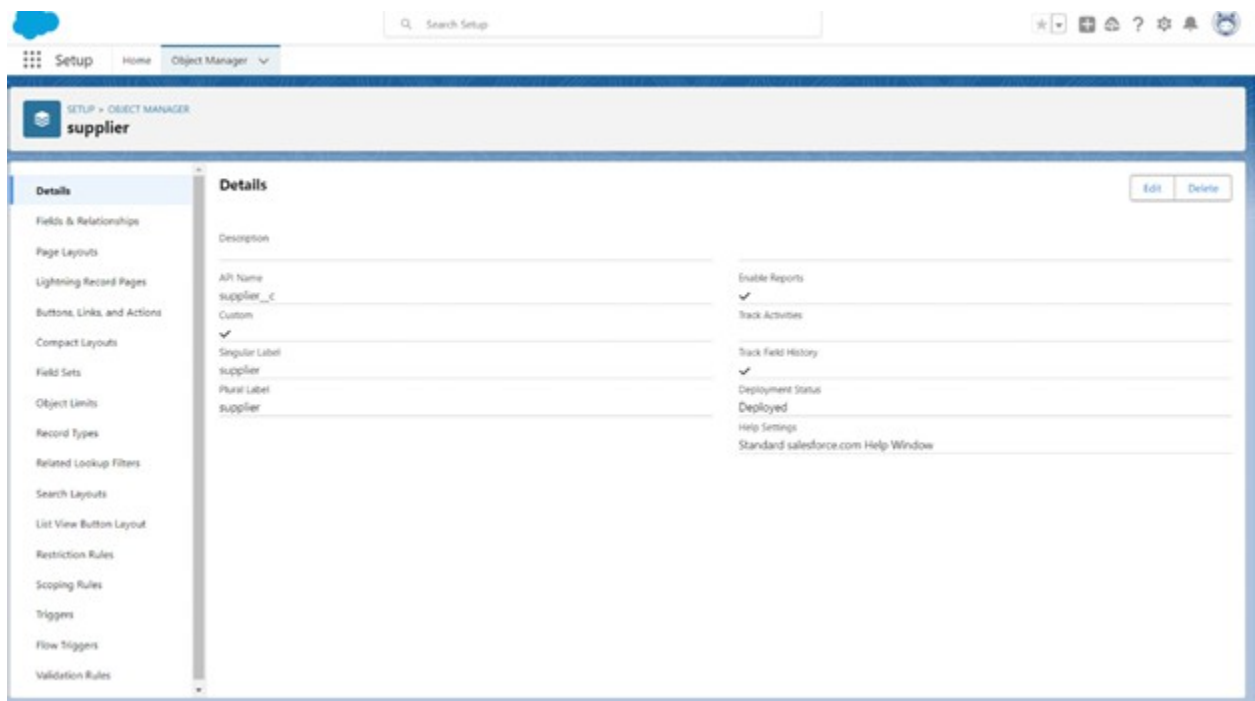 Search Setup
Setup
Home
Object Manager
SETUP > OBJECT MANAGER
supplier
Details
Fields & Relationships
Page Layouts
Lightning Record Pages
Buttons, Links, and Actions
Compact Layouts
Field Sets
Object Limits
Record Types
Related Lookup Filters
Search Layouts
List View Button Layout
Restriction Rules
Scoping Rules
Triggers
Flow Triggers
Validation Rules
Details
Edit
Delete
Description
API Name
supplier__c
Custom
Singular Label
supplier
Plural Label
supplier
Enable Reports
Track Activities
Track Field History
Deployment Status
Deployed
Help Settings
Standard salesforce.com Help Window